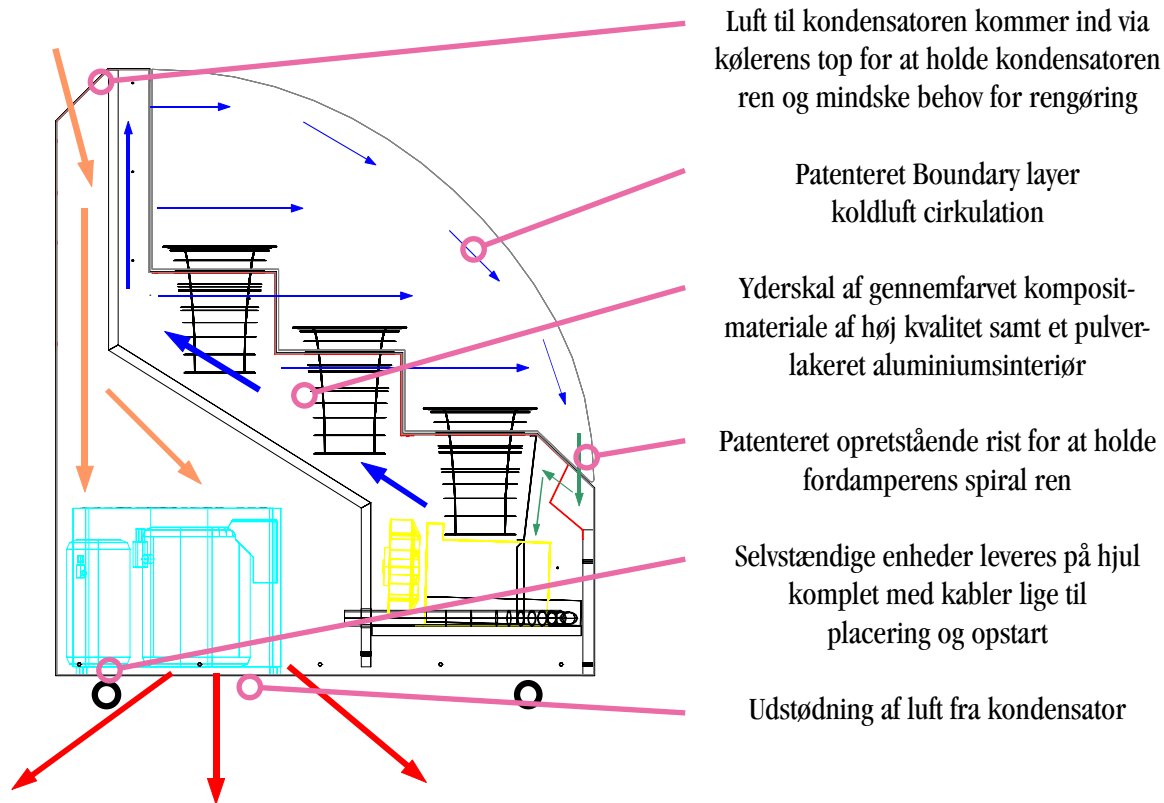 Luft til kondensatoren kommer ind via
kølerens top for at holde kondensatoren
ren og mindske behov for rengøring
Patenteret Boundary layer
koldluft cirkulation
Yderskal af gennemfarvet komposit-
materiale af høj kvalitet samt et pulver-
lakeret aluminiumsinteriør
Patenteret opretstående rist for at holde
fordamperens spiral ren
Selvstændige enheder leveres på hjul
komplet med kabler lige til
placering og opstart
Udstødning af luft fra kondensator